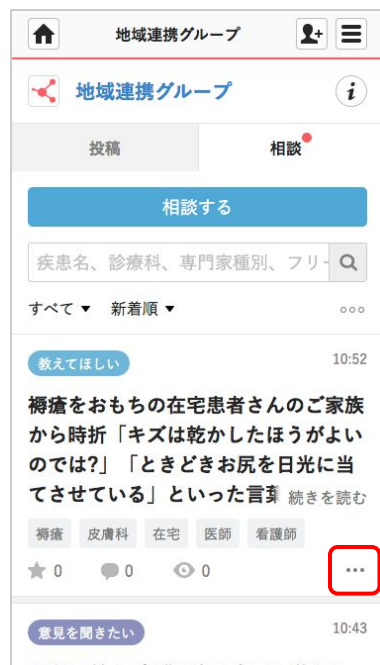 地域連携グループ
地域連携グループ
i
投稿
相談
相談する
疾患名、診療科、専門家種別、フリー
すべて ▼ 新着順 ▼
教えてほしい
10:52
褥瘡をおもちの在宅患者さんのご家族
から時折「キズは乾かしたほうがよい
のでは?」「ときどきお尻を日光に当
てさせている」といった言葉 続きを読む
褥瘡 皮膚科 在宅 医師 看護師
0 0 0
意見を聞きたい
10:43